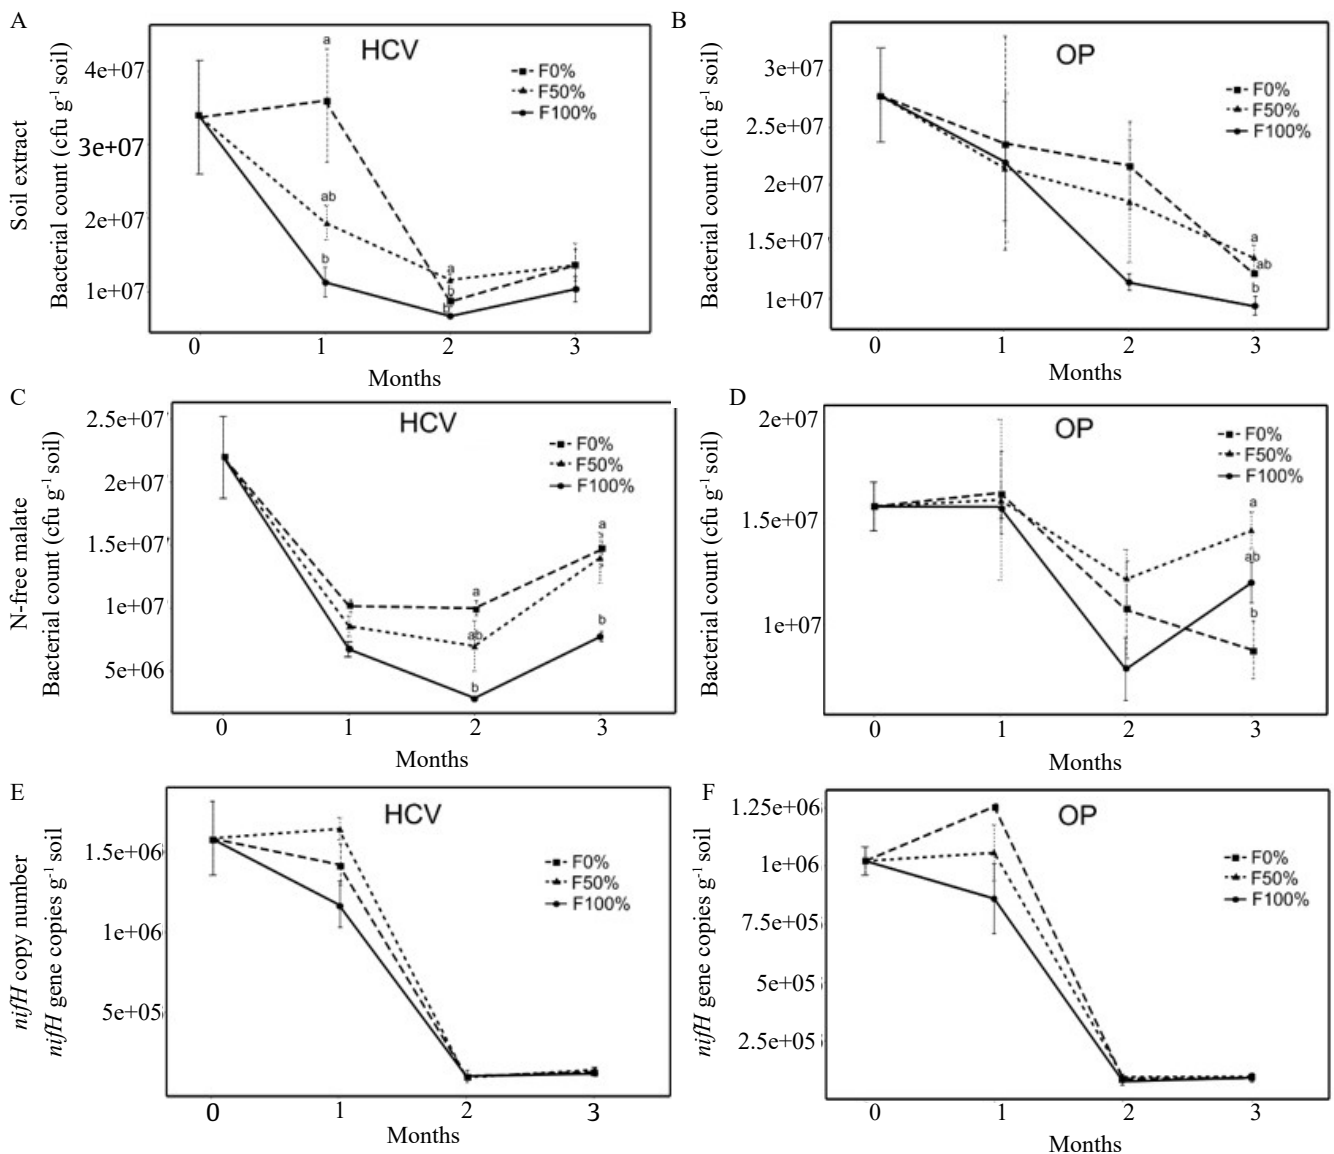 A
HCV
Soil extract
Bacterial count (cfu g-1 soil)
4e+07
3e+07
2e+07
1e+07
F0%
F50%
F100%
a
ab
b
a
b
b
0 1 2 3
Months
B
OP
Bacterial count (cfu g-1 soil)
3e+07
2.5e+07
2e+07
1.5e+07
1e+07
F0%
F50%
F100%
a
ab
b
0 1 2 3
Months
C
HCV
N-free malate
Bacterial count (cfu g-1 soil)
2.5e+07
2e+07
1.5e+07
1e+07
5e+06
F0%
F50%
F100%
a
ab
b
a
b
0 1 2 3
Months
D
OP
Bacterial count (cfu g-1 soil)
2e+07
1.5e+07
1e+07
F0%
F50%
F100%
a
ab
b
0 1 2 3
Months
E
HCV
nifH copy number
nifH gene copies g-1 soil
1.5e+06
1e+06
5e+05
F0%
F50%
F100%
0 1 2 3
Months
F
OP
nifH gene copies g-1 soil
1.25e+06
1e+06
7.5e+05
5e+05
2.5e+05
F0%
F50%
F100%
0 1 2 3
Months